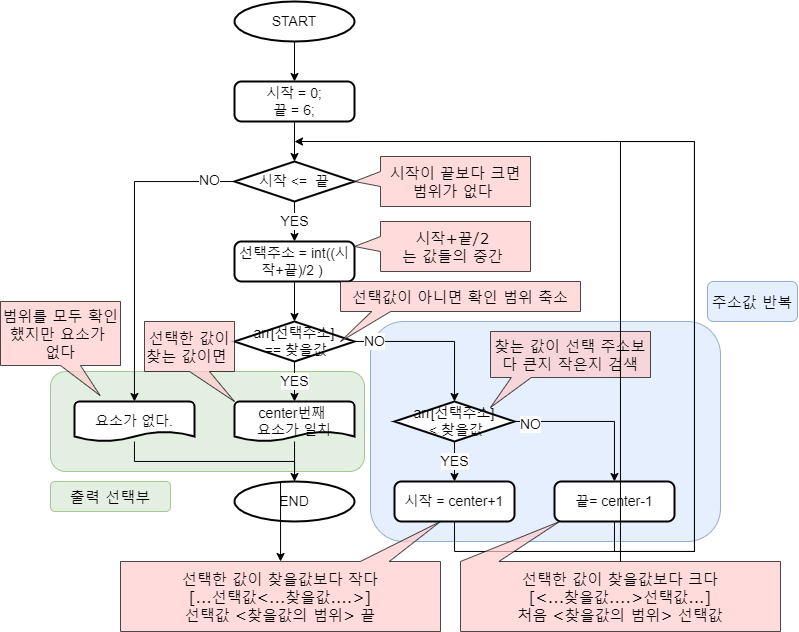 START
시작 = 0;
끝 = 6;
시작 <= 끝
NO
시작이 끝보다 크면
범위가 없다
YES
선택주소 = int((시
작+끝)/2 )
시작+끝/2
는 값들의 중간
선택값이 아니면 확인 범위 축소
주소값 반복
범위를 모두 확인
했지만 요소가
없다
선택한 값이
찾는 값이면
arr[선택주소]
== 찾을값
NO
찾는 값이 선택 주소보
다 큰지 작은지 검색
YES
요소가 없다.
center번째
요소가 일치
arr[선택주소]
< 찾을값
NO
YES
출력 선택부
END
시작 = center+1
끝= center-1
선택한 값이 찾을값보다 작다
[...선택값<...찾을값....>]
선택값 <찾을값의 범위> 끝
선택한 값이 찾을값보다 크다
[<...찾을값....>선택값...]
처음 <찾을값의 범위> 선택값